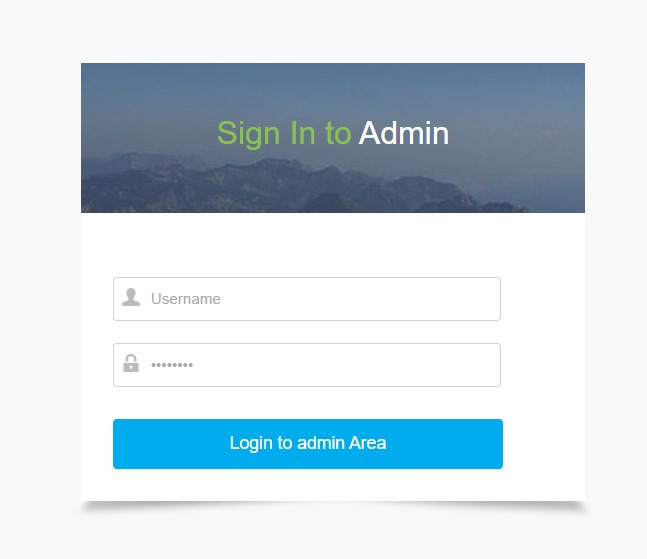 Sign In to Admin
Username
••••••••
Login to admin Area